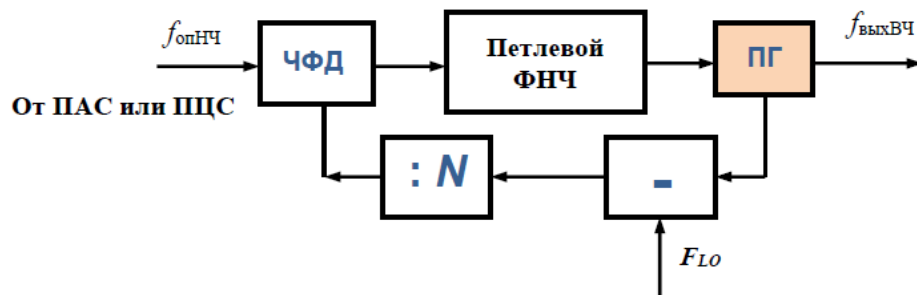 fопНЧ
fвыхВЧ
ЧФД
Петлевой
ФНЧ
ПГ
От ПАС или ПЦС
: N
-
FLO